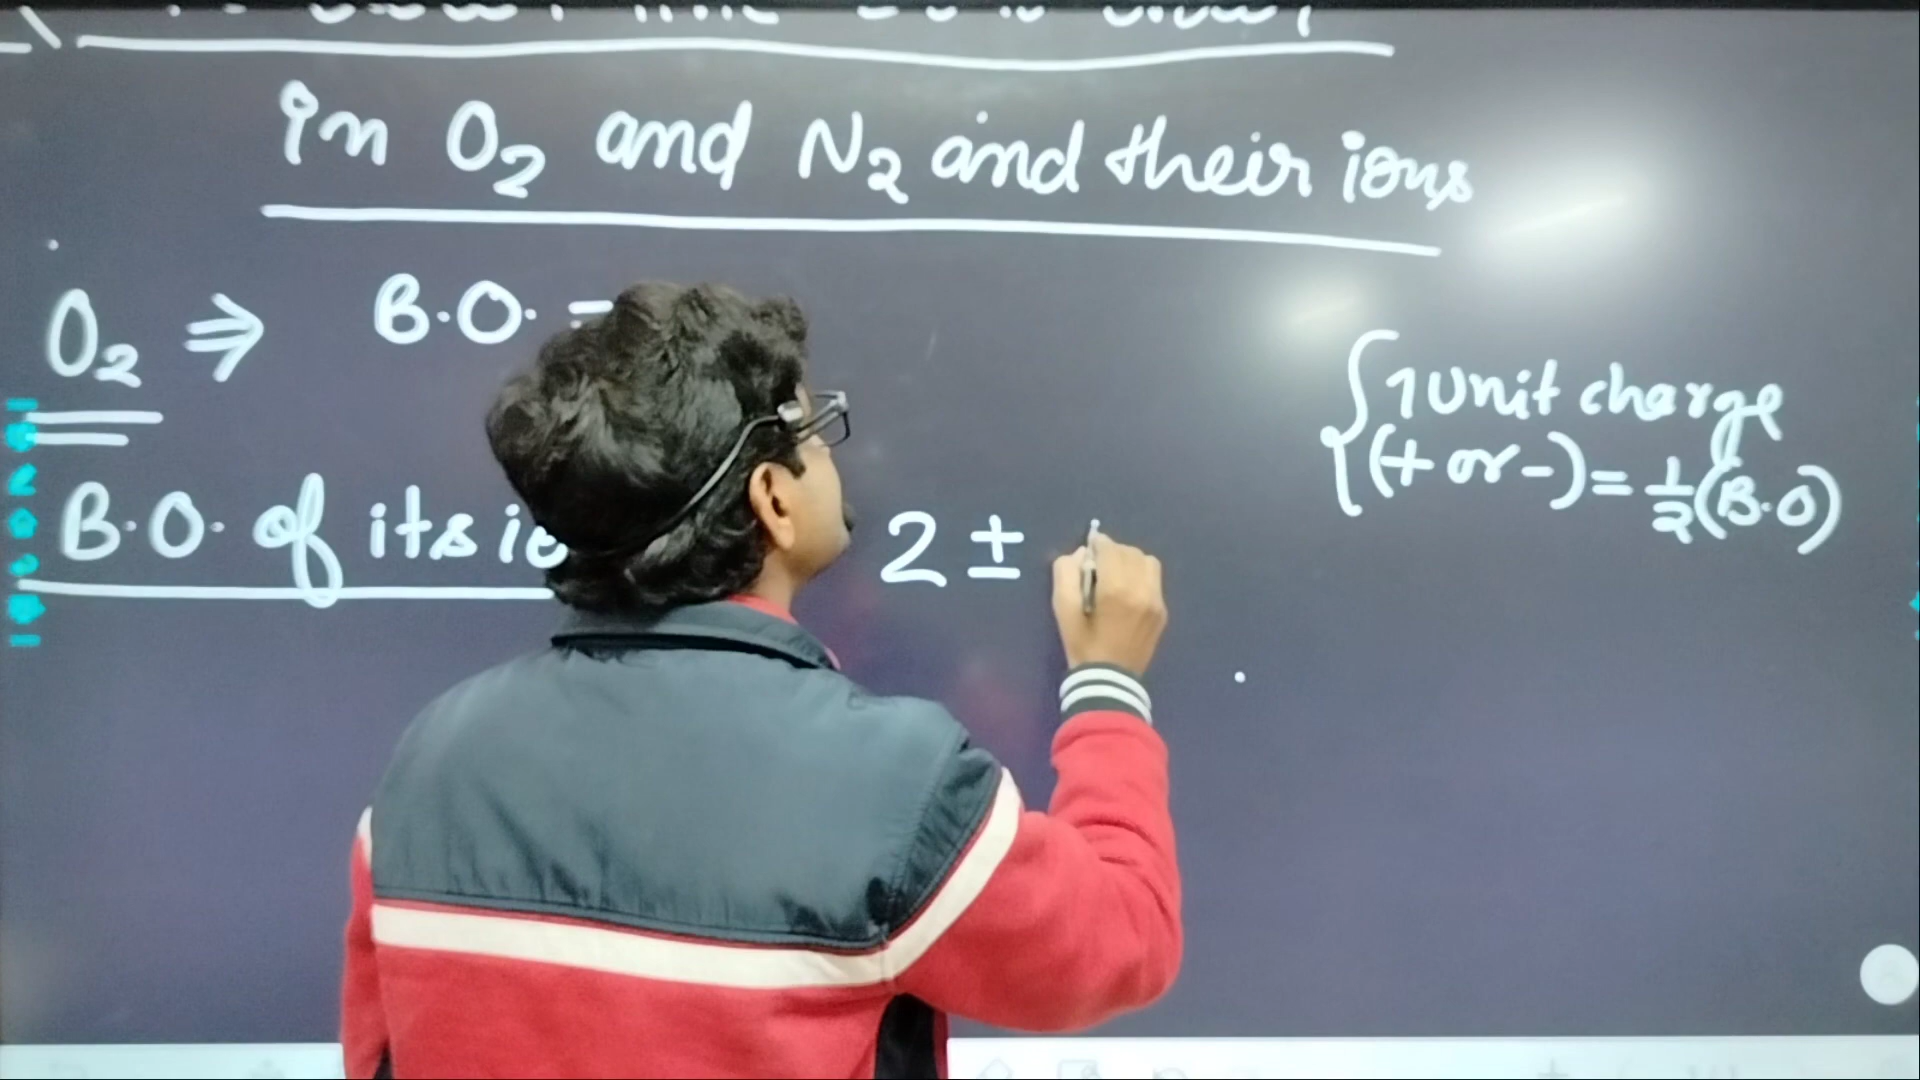 in O₂ and N₂ and their ions
O₂ ⇒ B.O. =
{ 1 Unit charge
(+ or -) = 1/2 (B.O)
B.O. of its 2 ±